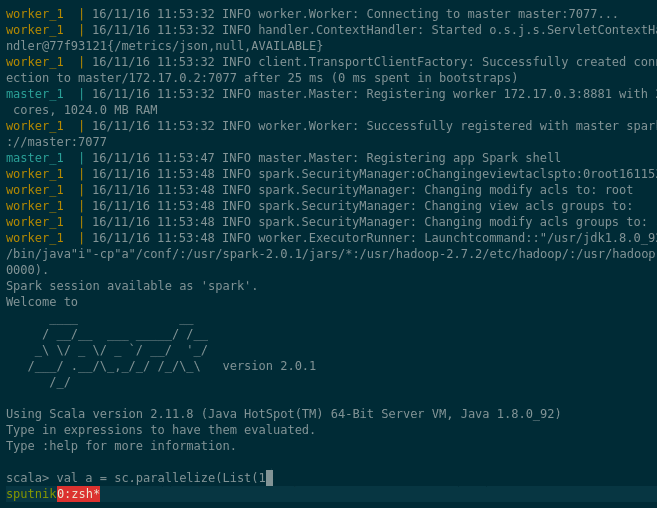 worker_1  | 16/11/16 11:53:32 INFO worker.Worker: Connecting to master master:7077...
worker_1  | 16/11/16 11:53:32 INFO handler.ContextHandler: Started o.s.j.s.ServletContextHa
ndler@77f93121{/metrics/json,null,AVAILABLE}
worker_1  | 16/11/16 11:53:32 INFO client.TransportClientFactory: Successfully created conn
ection to master/172.17.0.2:7077 after 25 ms (0 ms spent in bootstraps)
master_1  | 16/11/16 11:53:32 INFO master.Master: Registering worker 172.17.0.3:8881 with
 cores, 1024.0 MB RAM
worker_1  | 16/11/16 11:53:32 INFO worker.Worker: Successfully registered with master spark
://master:7077
master_1  | 16/11/16 11:53:47 INFO master.Master: Registering app Spark shell
worker_1  | 16/11/16 11:53:48 INFO spark.SecurityManager:oChangingeviewtaclspto:0root16115
worker_1  | 16/11/16 11:53:48 INFO spark.SecurityManager: Changing modify acls to: root
worker_1  | 16/11/16 11:53:48 INFO spark.SecurityManager: Changing view acls groups to:
worker_1  | 16/11/16 11:53:48 INFO spark.SecurityManager: Changing modify acls groups to:
worker_1  | 16/11/16 11:53:48 INFO worker.ExecutorRunner: Launchtcommand::"/usr/jdk1.8.0_92
/bin/java"i"-cp"a"/conf/:/usr/spark-2.0.1/jars/*:/usr/hadoop-2.7.2/etc/hadoop/:/usr/hadoop
0000).
Spark session available as 'spark'.
Welcome to
      ____              __
     / __/__  ___ _____/ /__
    _\ \/ _ \/ _ `/ __/  '_/
   /___/ .__/\_,_/_/ /_/\_\   version 2.0.1
      /_/
Using Scala version 2.11.8 (Java HotSpot(TM) 64-Bit Server VM, Java 1.8.0_92)
Type in expressions to have them evaluated.
Type :help for more information.
scala> val a = sc.parallelize(List(1
sputnik 0:zsh*